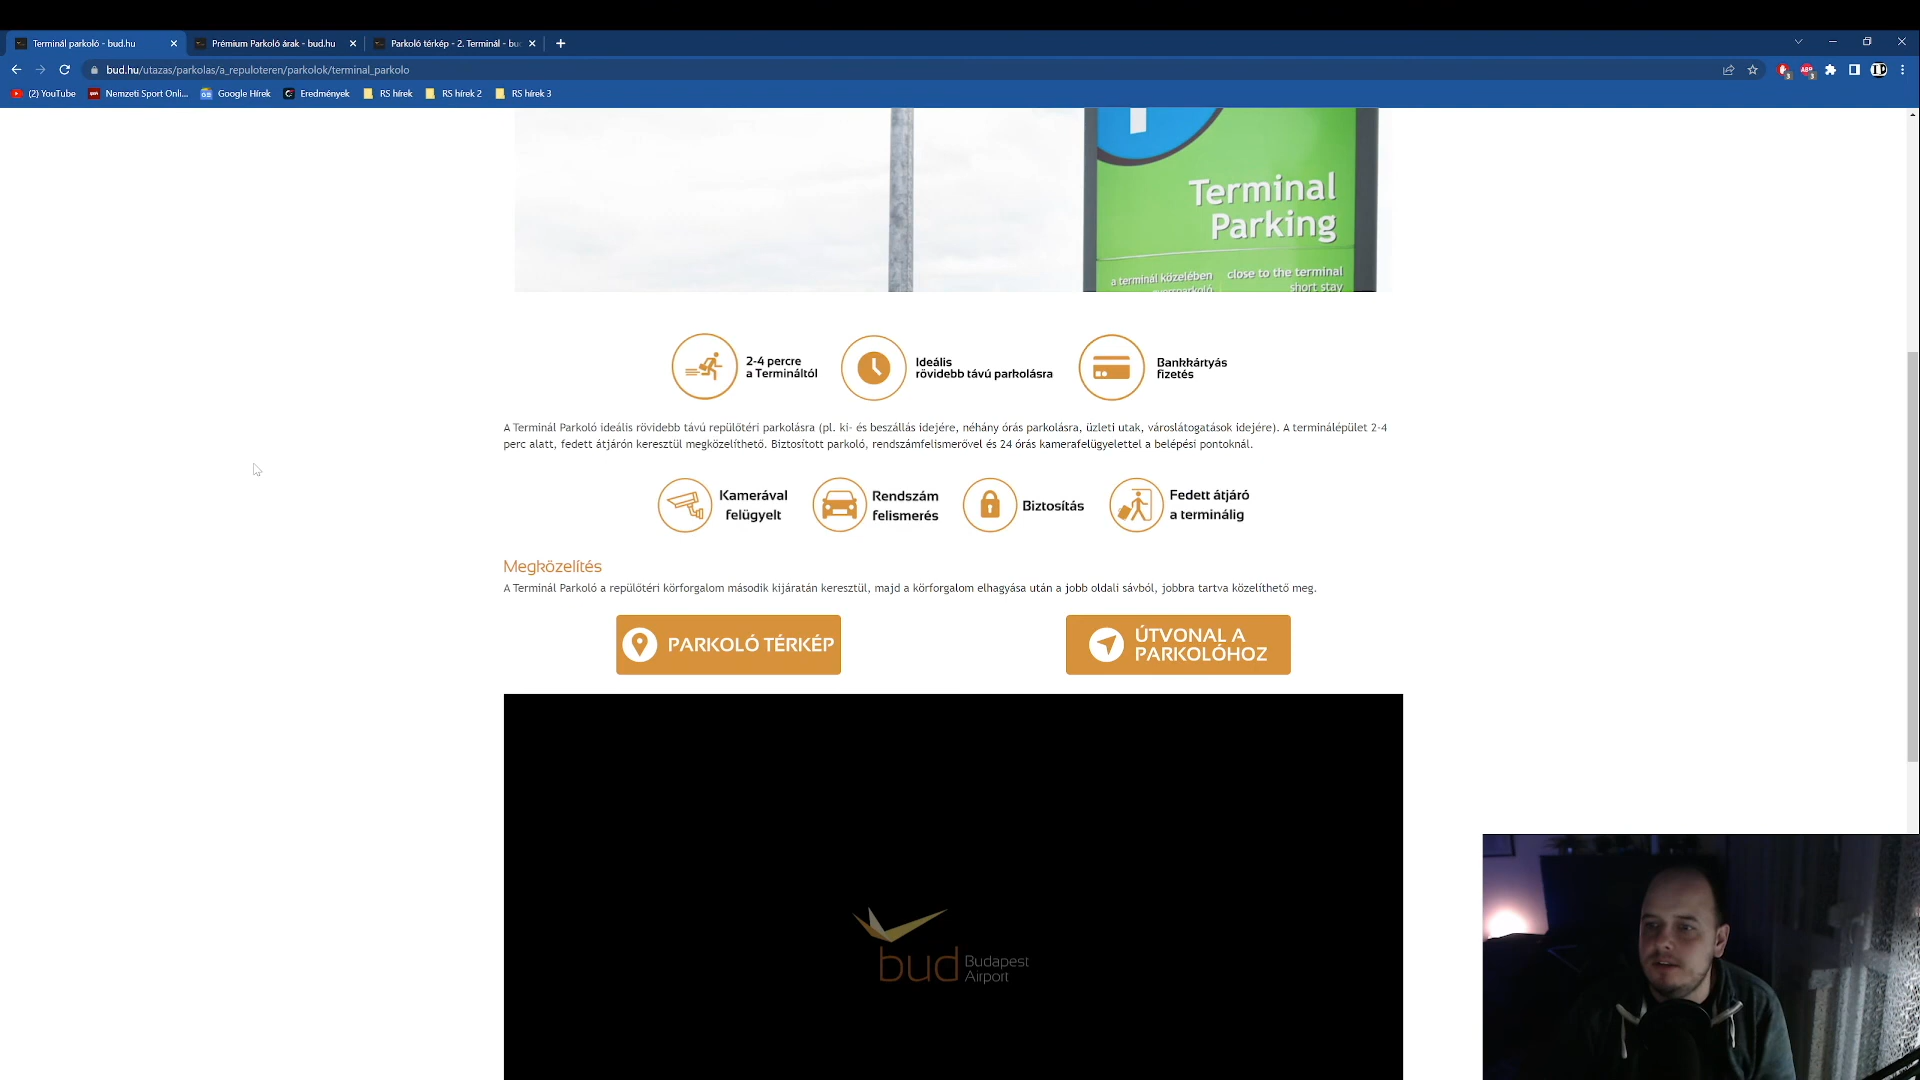 Terminál parkoló - bud.hu
Prémium Parkoló árak - bud.hu
Parkoló térkép - 2. Terminál - bu
bud.hu/utazas/parkolas/a_repuloteren/parkolok/terminal_parkolo
(2) YouTube
Nemzeti Sport Onli...
Google Hírek
Eredmények
RS hírek
RS hírek 2
RS hírek 3
Terminal
Parking
a terminál közelében
close to the terminal
short stay
2-4 percre
a Termináltól
Ideális
rövidebb távú parkolásra
Bankkártyás
fizetés
A Terminál Parkoló ideális rövidebb távú repülőtéri parkolásra (pl. ki- és beszállás idejére, néhány órás parkolásra, üzleti utak, városlátogatások idejére). A terminálépület 2-4
perc alatt, fedett átjárón keresztül megközelíthető. Biztosított parkoló, rendszámfelismerővel és 24 órás kamerafelügyelettel a belépési pontoknál.
Kamerával
felügyelt
Rendszám
felismerés
Biztosítás
Fedett átjáró
a terminálig
Megközelítés
A Terminál Parkoló a repülőtéri körforgalom második kijáratán keresztül, majd a körforgalom elhagyása után a jobb oldali sávból, jobbra tartva közelíthető meg.
PARKOLÓ TÉRKÉP
ÚTVONAL A
PARKOLÓHOZ
bud Budapest
Airport